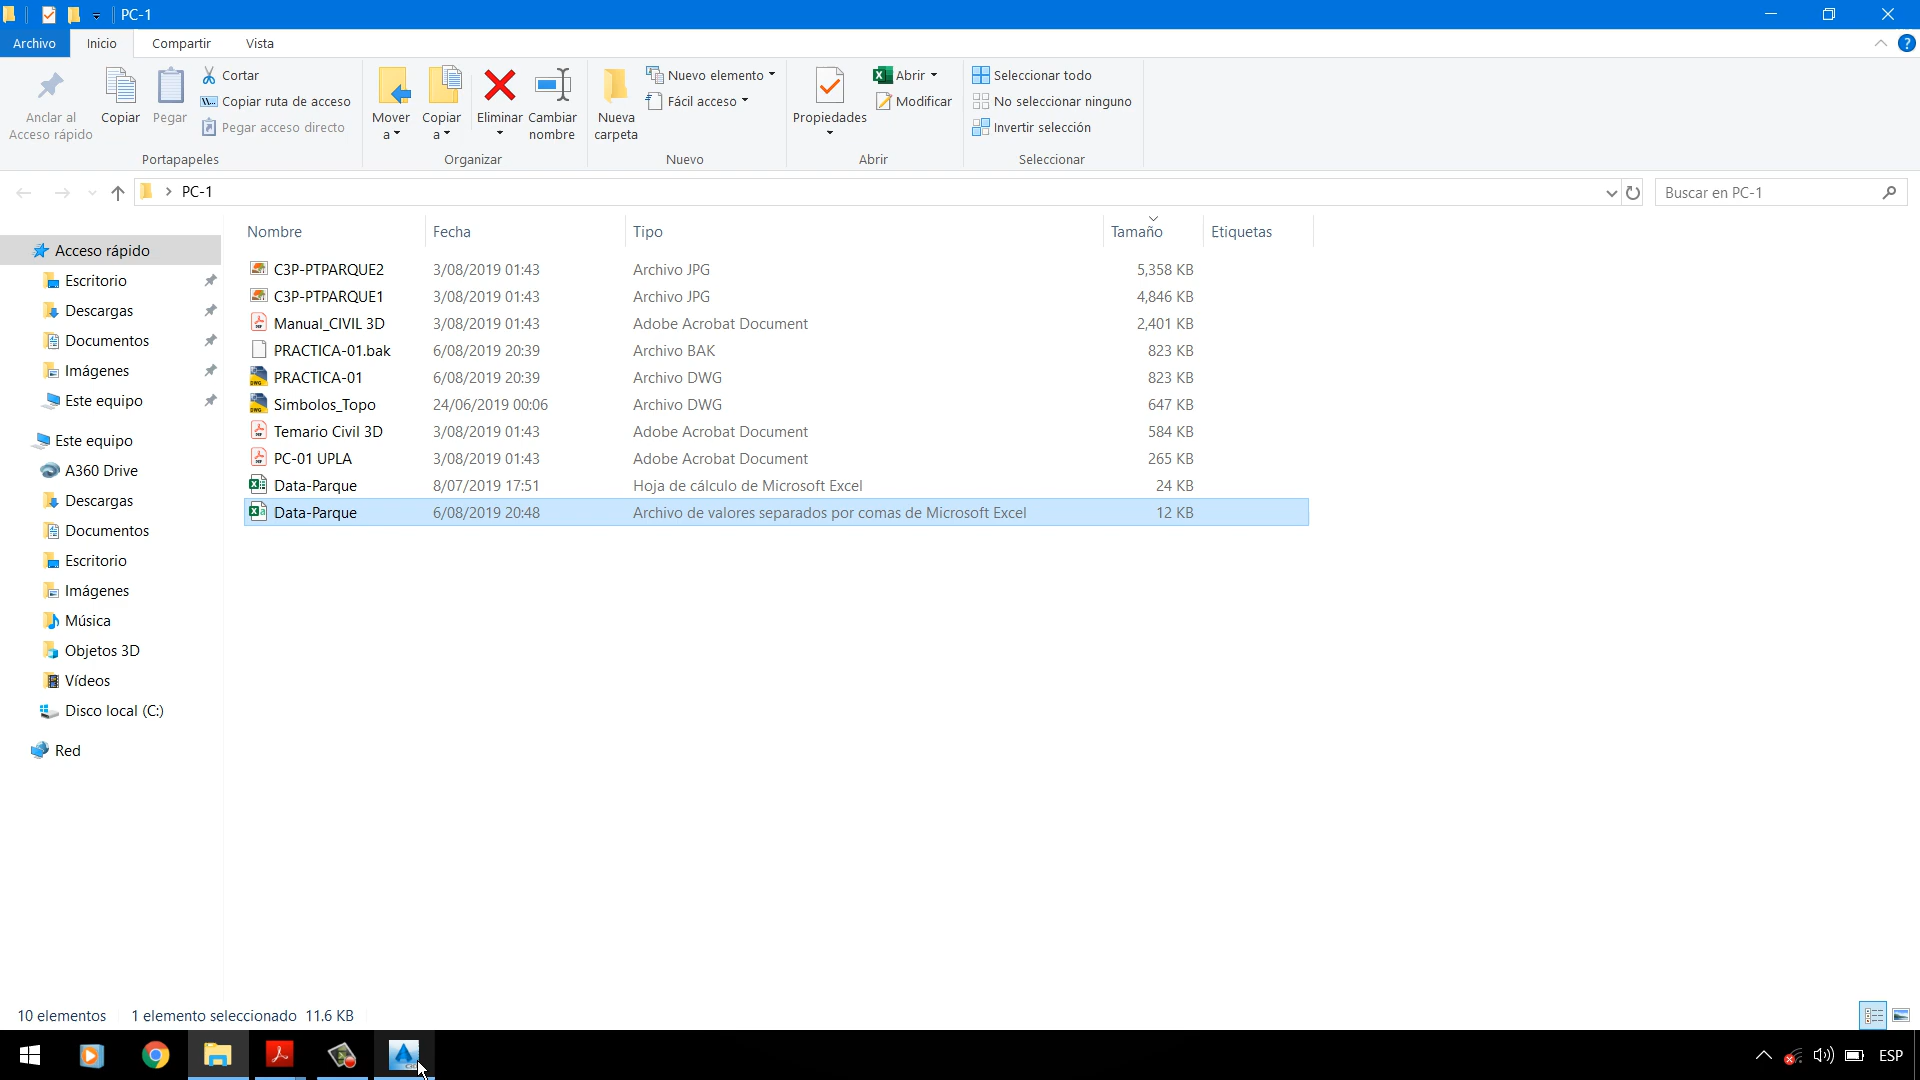 PC-1
Archivo Inicio Compartir Vista
Anclar al Acceso rápido
Copiar
Pegar
Cortar
Copiar ruta de acceso
Pegar acceso directo
Portapapeles
Mover a
Copiar a
Eliminar
Cambiar nombre
Organizar
Nueva carpeta
Nuevo elemento
Fácil acceso
Nuevo
Propiedades
Abrir
Modificar
Abrir
Seleccionar todo
No seleccionar ninguno
Invertir selección
Seleccionar
PC-1
Buscar en PC-1
Acceso rápido
Escritorio
Descargas
Documentos
Imágenes
Este equipo
Este equipo
A360 Drive
Descargas
Documentos
Escritorio
Imágenes
Música
Objetos 3D
Vídeos
Disco local (C:)
Red
Nombre Fecha Tipo Tamaño Etiquetas
C3P-PTPARQUE2 3/08/2019 01:43 Archivo JPG 5,358 KB
C3P-PTPARQUE1 3/08/2019 01:43 Archivo JPG 4,846 KB
Manual_CIVIL 3D 3/08/2019 01:43 Adobe Acrobat Document 2,401 KB
PRACTICA-01.bak 6/08/2019 20:39 Archivo BAK 823 KB
PRACTICA-01 6/08/2019 20:39 Archivo DWG 823 KB
Simbolos_Topo 24/06/2019 00:06 Archivo DWG 647 KB
Temario Civil 3D 3/08/2019 01:43 Adobe Acrobat Document 584 KB
PC-01 UPLA 3/08/2019 01:43 Adobe Acrobat Document 265 KB
Data-Parque 8/07/2019 17:51 Hoja de cálculo de Microsoft Excel 24 KB
Data-Parque 6/08/2019 20:48 Archivo de valores separados por comas de Microsoft Excel 12 KB
10 elementos 1 elemento seleccionado 11.6 KB
ESP